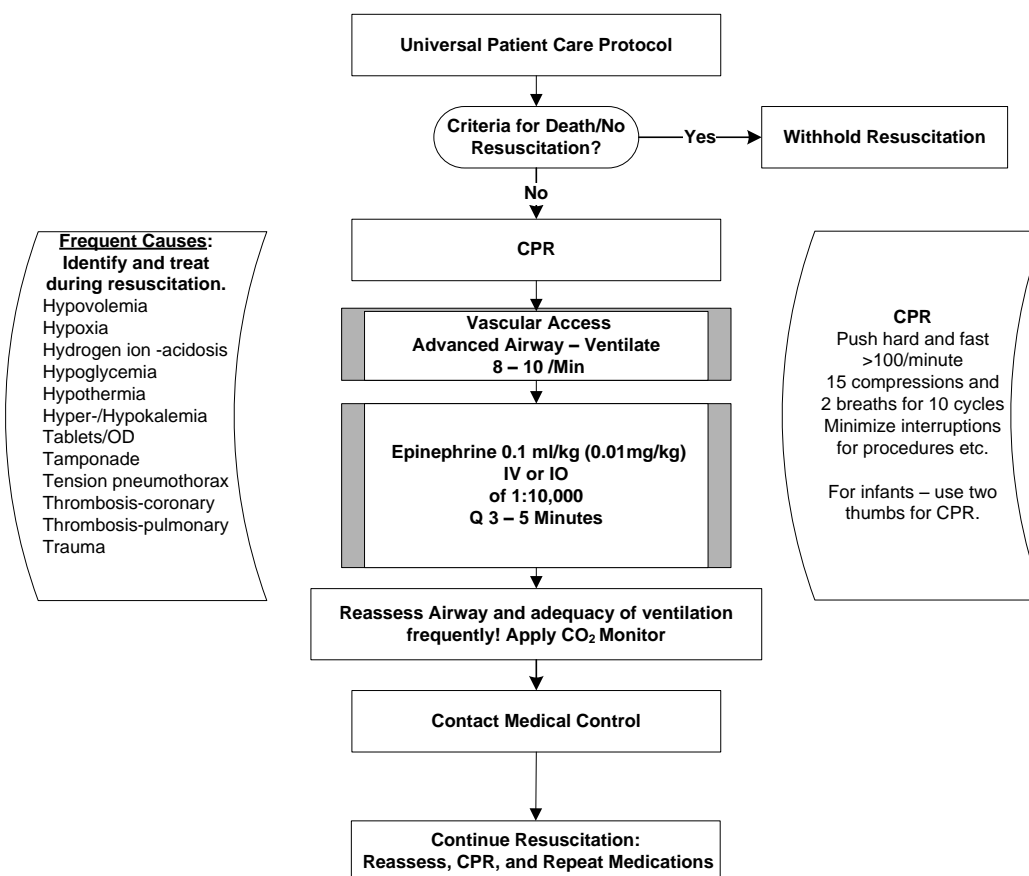 Universal Patient Care Protocol
Criteria for Death/No
Resuscitation?
Yes
Withhold Resuscitation
No
CPR
Frequent Causes:
Identify and treat
during resuscitation.
Hypovolemia
Hypoxia
Hydrogen ion -acidosis
Hypoglycemia
Hypothermia
Hyper-/Hypokalemia
Tablets/OD
Tamponade
Tension pneumothorax
Thrombosis-coronary
Thrombosis-pulmonary
Trauma
Vascular Access
Advanced Airway – Ventilate
8 – 10 /Min
Epinephrine 0.1 ml/kg (0.01mg/kg)
IV or IO
of 1:10,000
Q 3 – 5 Minutes
CPR
Push hard and fast
>100/minute
15 compressions and
2 breaths for 10 cycles
Minimize interruptions
for procedures etc.
For infants – use two
thumbs for CPR.
Reassess Airway and adequacy of ventilation
frequently! Apply CO₂ Monitor
Contact Medical Control
Continue Resuscitation:
Reassess, CPR, and Repeat Medications